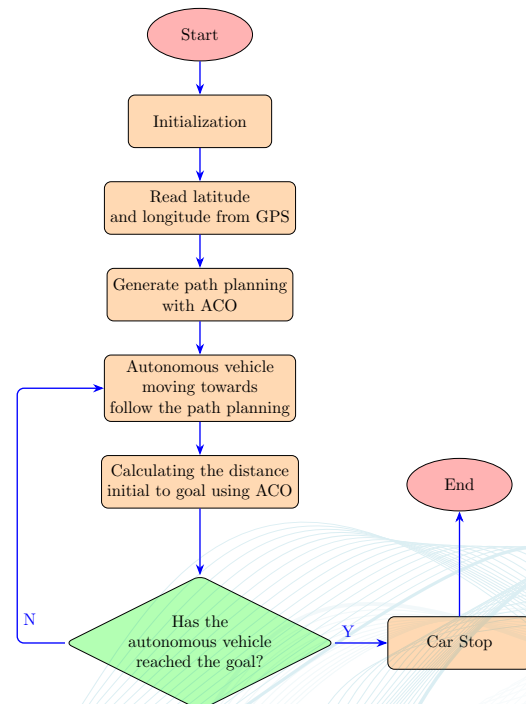 Start
Initialization
Read latitude
and longitude from GPS
Generate path planning
with ACO
Autonomous vehicle
moving towards
follow the path planning
Calculating the distance
initial to goal using ACO
End
Has the
autonomous vehicle
reached the goal?
N
Y
Car Stop